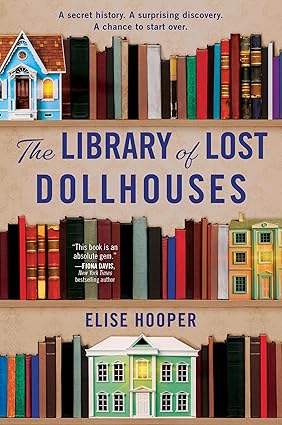 A secret history. A surprising discovery.
A chance to start over.
The LIBRARY of LOST
DOLLHOUSES
"This book is an
absolute gem."
—FIONA DAVIS,
New York Times
bestselling author
ELISE HOOPER